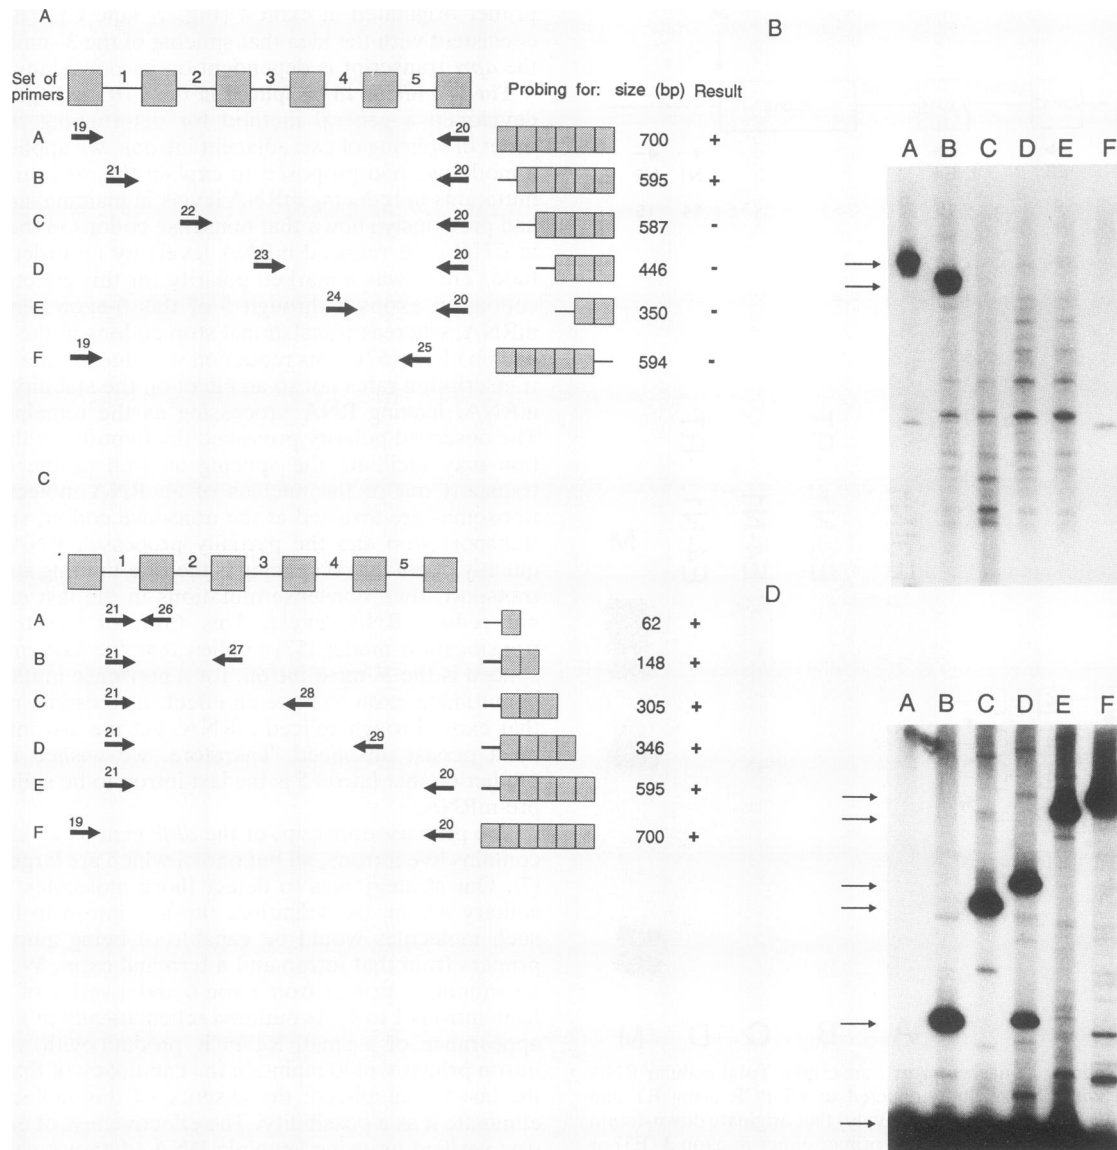 A
B
Set of primers
1 2 3 4 5
Probing for: size (bp) Result
A 19 20 700 +
B 21 20 595 +
C 22 20 587 -
D 23 20 446 -
E 24 20 350 -
F 19 25 594 -
A B C D E F
C
1 2 3 4 5
A 21 26 62 +
B 21 27 148 +
C 21 28 305 +
D 21 29 346 +
E 21 20 595 +
F 19 20 700 +
D
A B C D E F